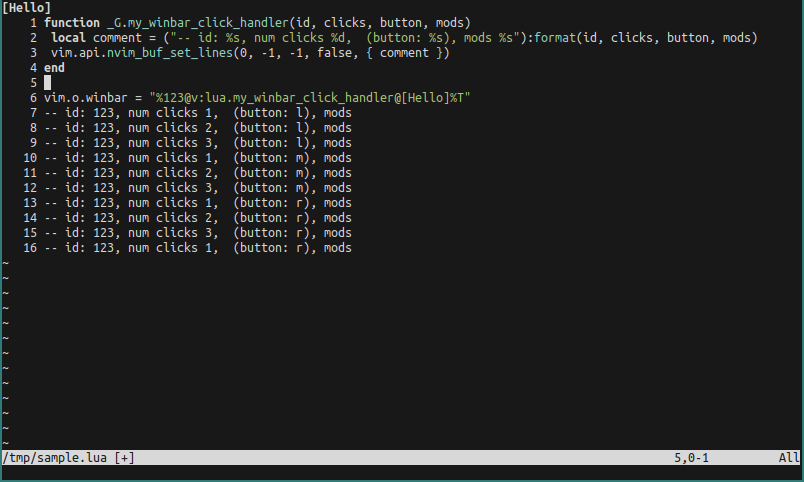 [Hello]
1 function _G.my_winbar_click_handler(id, clicks, button, mods)
2 local comment = ("-- id: %s, num clicks %d,  (button: %s), mods %s"):format(id, clicks, button, mods)
3 vim.api.nvim_buf_set_lines(0, -1, -1, false, { comment })
4 end
5
6 vim.o.winbar = "%123@v:lua.my_winbar_click_handler@[Hello]%T"
7 -- id: 123, num clicks 1,  (button: l), mods
8 -- id: 123, num clicks 2,  (button: l), mods
9 -- id: 123, num clicks 3,  (button: l), mods
10 -- id: 123, num clicks 1,  (button: m), mods
11 -- id: 123, num clicks 2,  (button: m), mods
12 -- id: 123, num clicks 3,  (button: m), mods
13 -- id: 123, num clicks 1,  (button: r), mods
14 -- id: 123, num clicks 2,  (button: r), mods
15 -- id: 123, num clicks 3,  (button: r), mods
16 -- id: 123, num clicks 1,  (button: r), mods
~
~
~
~
~
~
~
~
~
~
~
~
~
/tmp/sample.lua [+] 5,0-1 All